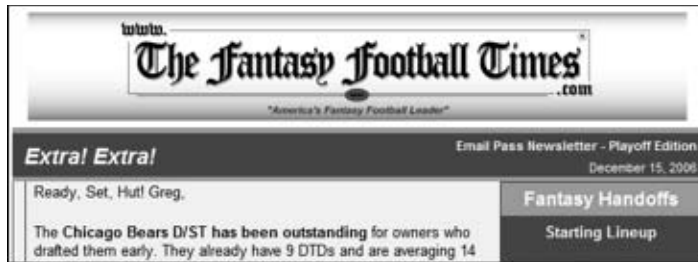 www.
The Fantasy Football Times
.com
"America's Fantasy Football Leader"
Extra! Extra!
Email Pass Newsletter - Playoff Edition
December 15, 2006
Ready, Set, Hut! Greg,
The Chicago Bears D/ST has been outstanding for owners who
drafted them early. They already have 9 DTDs and are averaging 14
Fantasy Handoffs
Starting Lineup